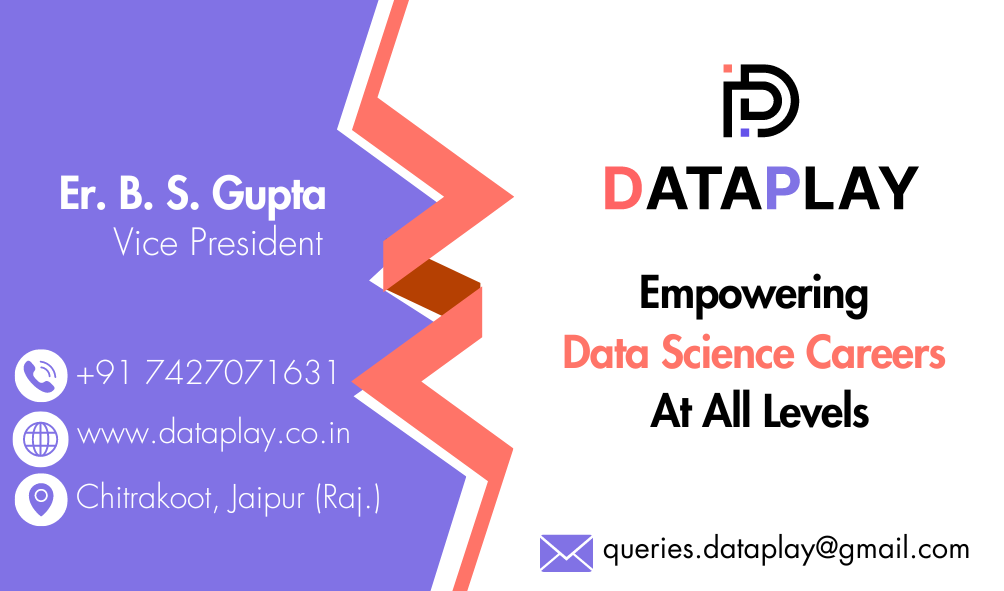 Er. B. S. Gupta
Vice President
+91 7427071631
www.dataplay.co.in
Chitrakoot, Jaipur (Raj.)
DATAPLAY
Empowering
Data Science Careers
At All Levels
queries.dataplay@gmail.com